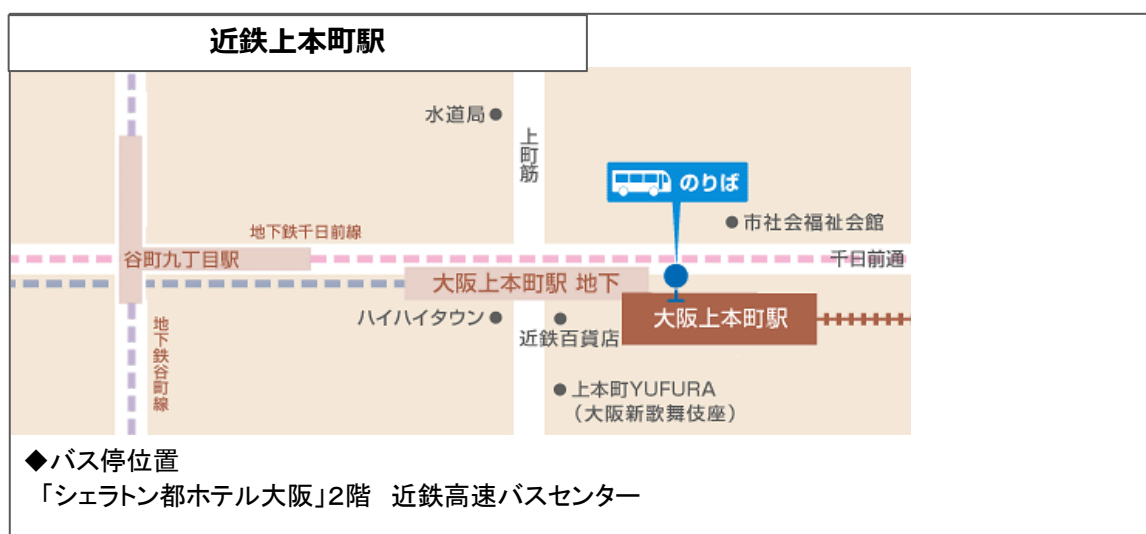 近鉄上本町駅
水道局
上町筋
のりば
市社会福祉会館
地下鉄千日前線
谷町九丁目駅
千日前通
大阪上本町駅 地下
地下鉄谷町線
ハイハイタウン
近鉄百貨店
大阪上本町駅
上本町YUFURA
（大阪新歌舞伎座）
◆バス停位置
「シェラトン都ホテル大阪」2階　近鉄高速バスセンター